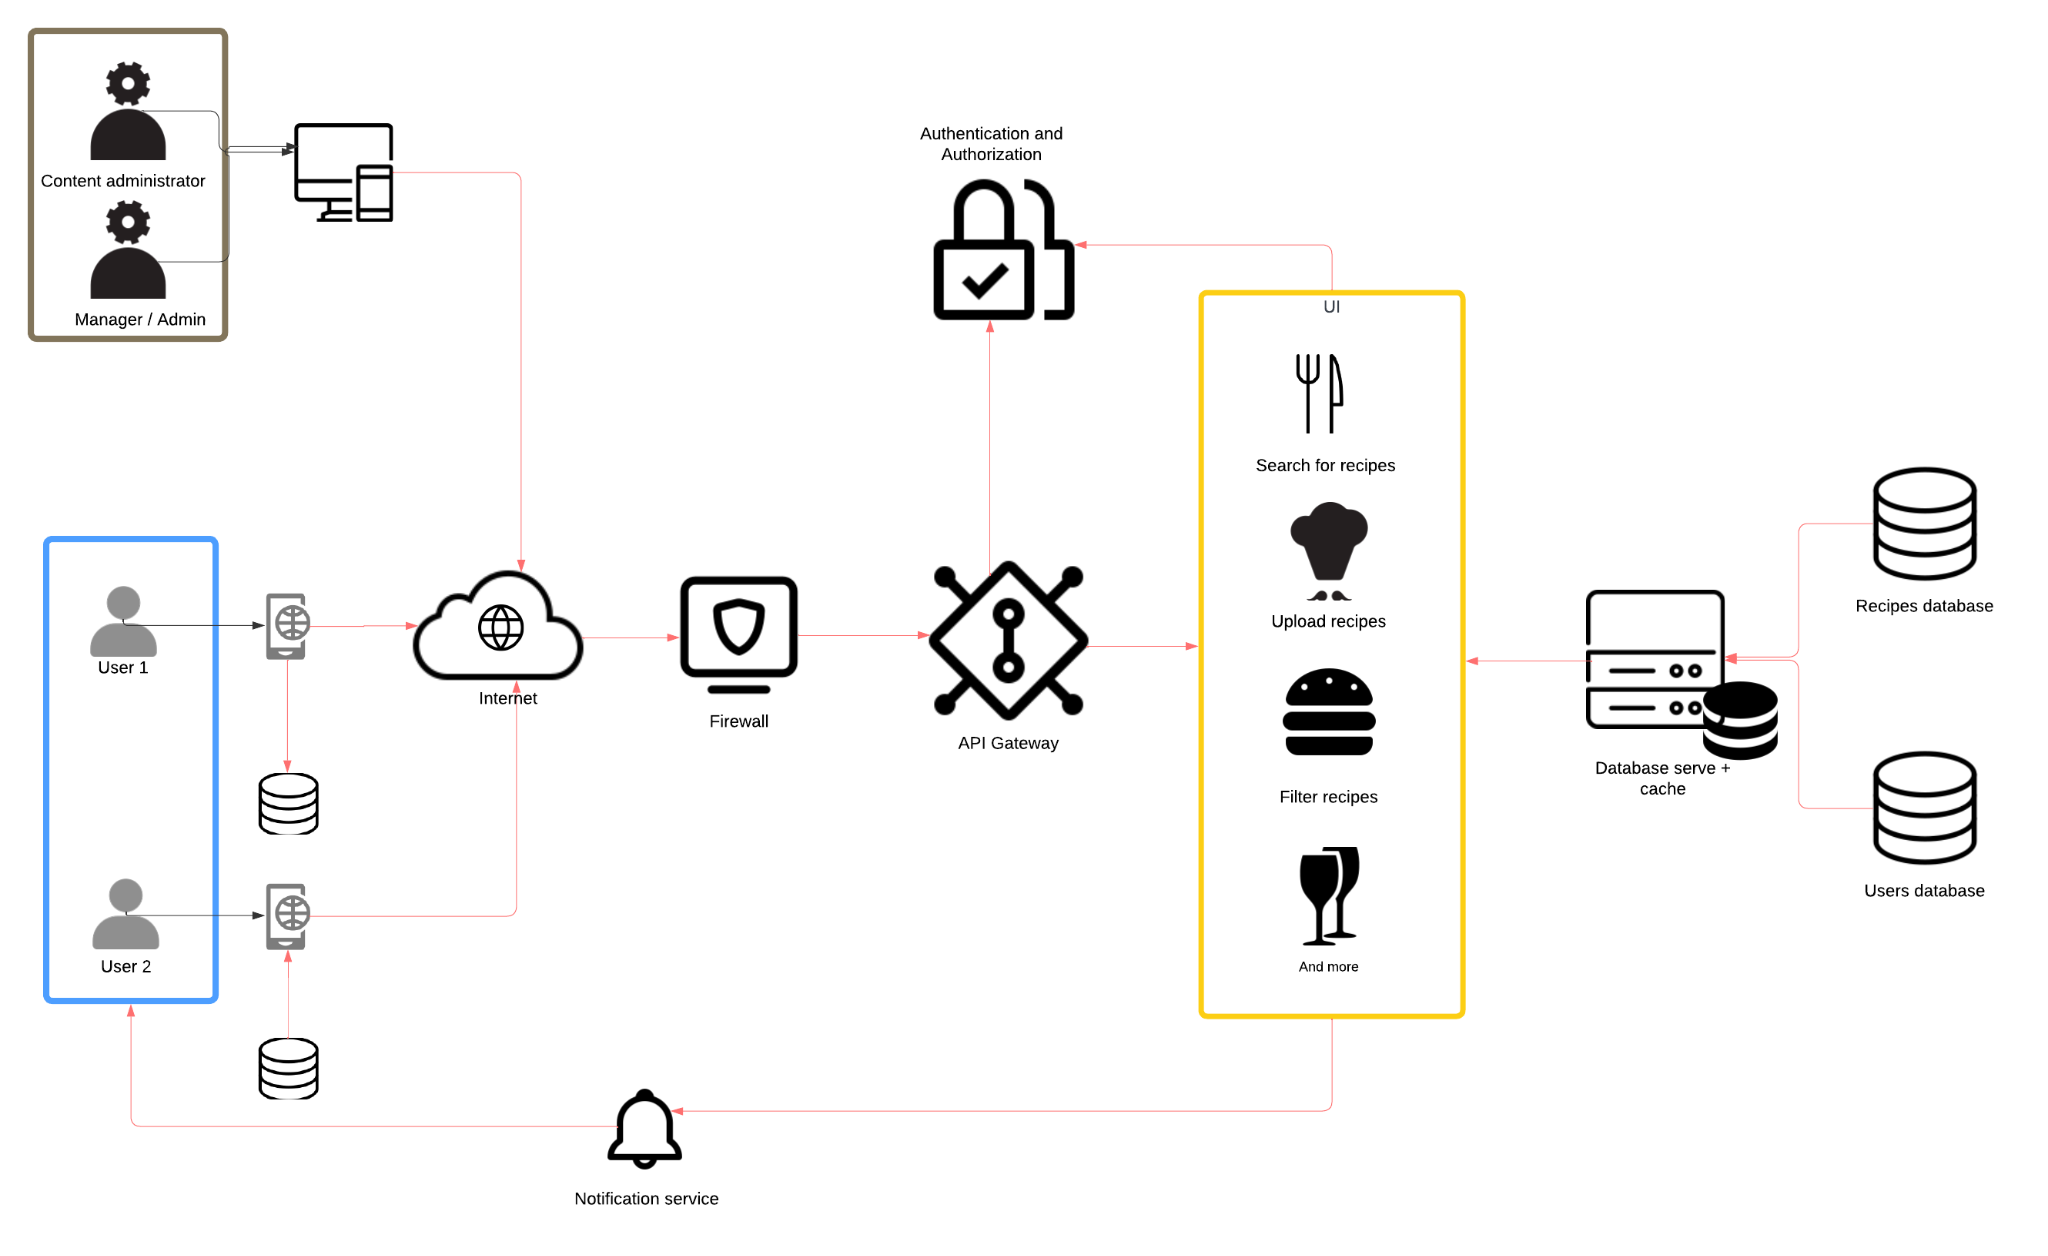 Content administrator
Manager / Admin
Authentication and
Authorization
UI
Search for recipes
Upload recipes
Filter recipes
And more
User 1
User 2
Internet
Firewall
API Gateway
Database serve +
cache
Recipes database
Users database
Notification service